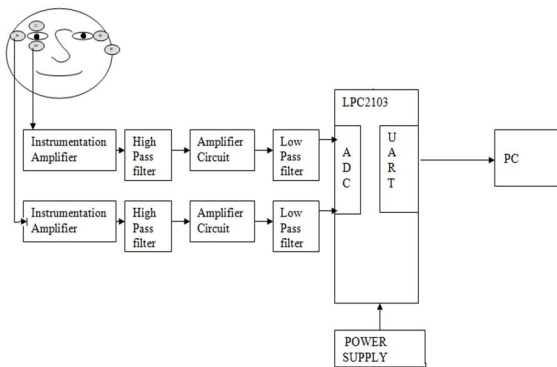 C
A
B
D
E
LPC2103
Instrumentation
Amplifier
High
Pass
filter
Amplifier
Circuit
Low
Pass
filter
A
D
C
U
A
R
T
PC
Instrumentation
Amplifier
High
Pass
filter
Amplifier
Circuit
Low
Pass
filter
POWER
SUPPLY